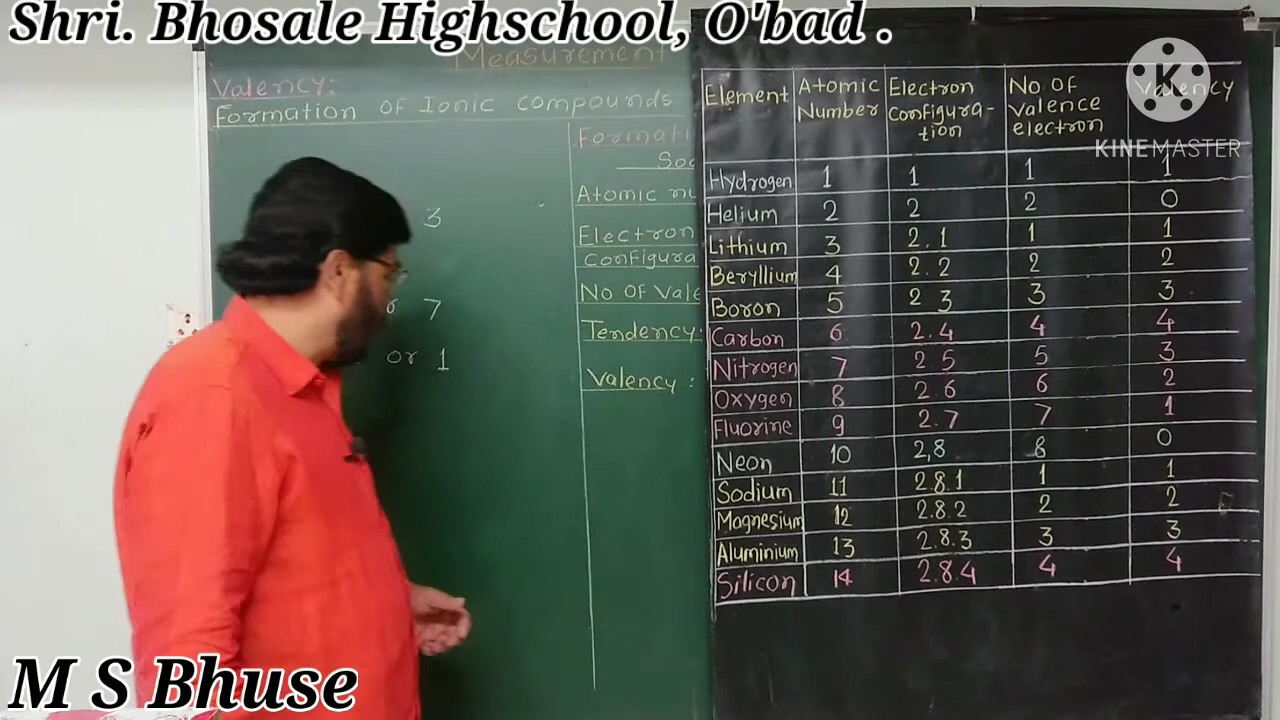 Shri. Bhosale Highschool, O'bad .
Measurement
Valency:
Formation of Ionic compounds
3
7
or 1
Atomic
Electron
No Of
Tendency:
Valency :
Element Atomic Number Electron configura-tion No Of valence electron Valency
KINEMASTER
Hydrogen 1 1 1 1
Helium 2 2 2 0
Lithium 3 2.1 1 1
Beryllium 4 2.2 2 2
Boron 5 2 3 3 3
Carbon 6 2.4 4 4
Nitrogen 7 2 5 5 3
Oxygen 8 2.6 6 2
Fluorine 9 2.7 7 1
Neon 10 2,8 8 0
Sodium 11 2.8.1 1 1
Magnesium 12 2.8.2 2 2
Aluminium 13 2.8.3 3 3
Silicon 14 2.8.4 4 4
M S Bhuse